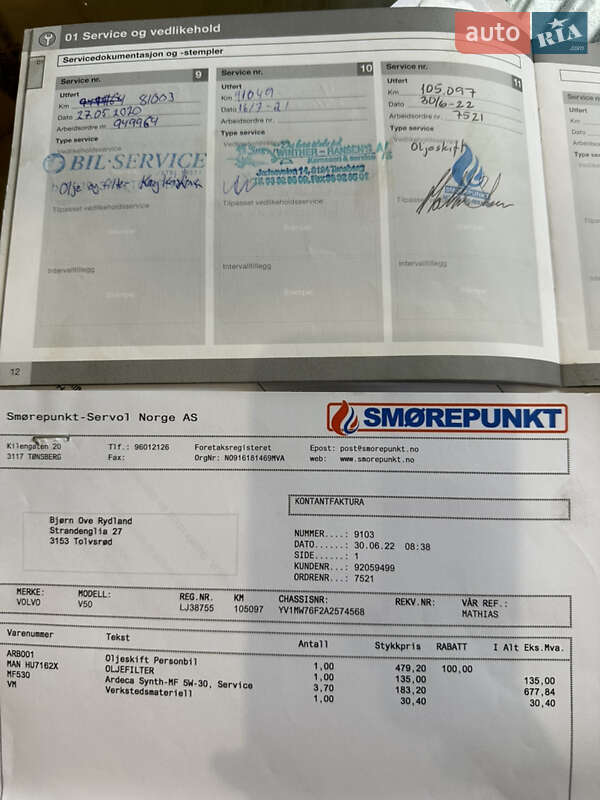 auto RIA .com
01 Service og vedlikehold
Servicedokumentasjon og -stempler
01
Service nr. 9
Utført
Km 81003
Dato 27.05 2020
Arbeidsordre nr 949964
Type service
Vedlikeholdsservice
BIL-SERVICE
Olje og filter
Tilpasset vedlikeholdsservice
Intervalltillegg
Service nr. 10
Utført
Km 91049
Dato 16/7-21
Arbeidsordre nr
Type service
WINTHER-HANSEN A/S
Tilpasset vedlikeholdsservice
Intervalltillegg
Service nr. 11
Utført
Km 105.097
Dato 30/6-22
Arbeidsordre nr. 7521
Type service
Vedlikeholdsservice
Oljeskift
Intervalltillegg
12
Smørepunkt-Servol Norge AS
SMØREPUNKT
Kilengaten 20 Tlf.: 96012126 Foretaksregisteret Epost: post@smorepunkt.no
3117 TØNSBERG Fax: OrgNr: NO916181469MVA web: www.smorepunkt.no
KONTANTFAKTURA
Bjørn Ove Rydland
Strandenglia 27
3153 Tolvsrød
NUMMER....: 9103
DATO......: 30.06.22 08:38
SIDE......: 1
KUNDENR...: 92059499
ORDRENR...: 7521
MERKE: MODELL: REG.NR. KM CHASSISNR: REKV.NR: VÅR REF.:
VOLVO V50 LJ38755 105097 YV1MW76F2A2574568 MATHIAS
Varenummer Tekst Antall Stykkpris RABATT I Alt Eks.Mva.
ARB001 Oljeskift Personbil 1,00 479,20 100,00
MAN HU7162X OLJEFILTER 1,00 135,00 135,00
MF530 Ardeca Synth-MF 5W-30, Service 3,70 183,20 677,84
VM Verkstedsmateriell 1,00 30,40 30,40